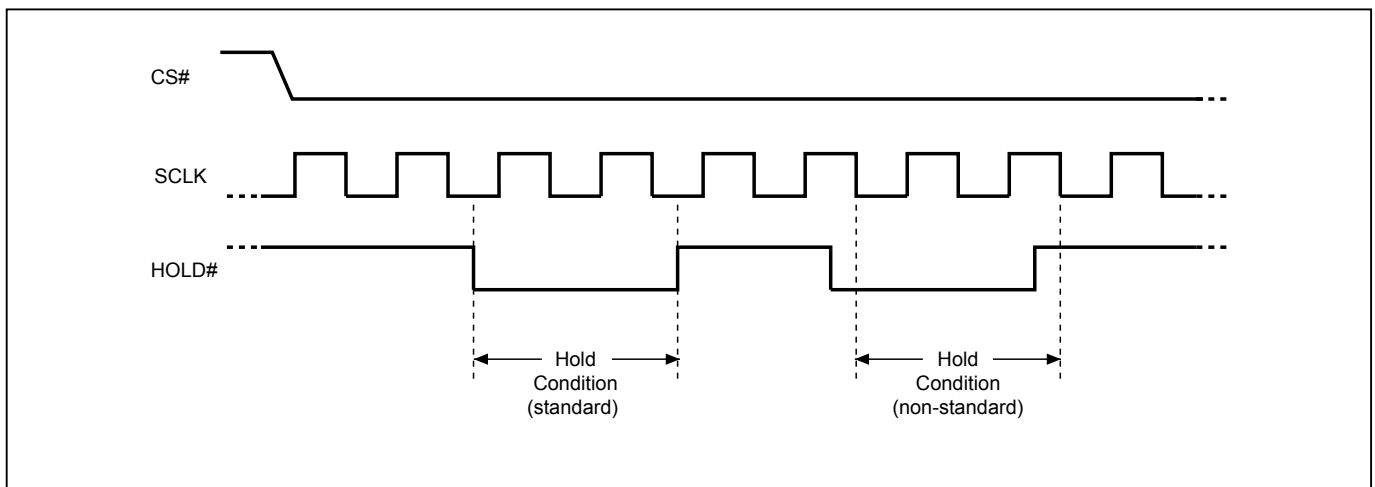 CS#
SCLK
HOLD#
Hold
Condition
(standard)
Hold
Condition
(non-standard)